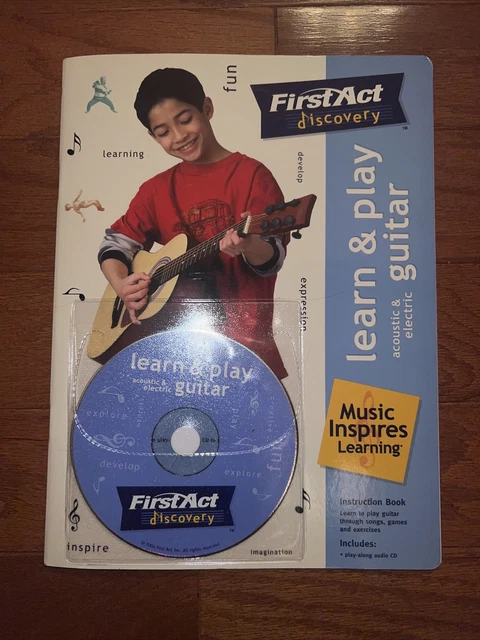 fun
FirstAct
discovery
TM
learning
develop
learn & play
acoustic &
electric
guitar
expression
learn & play
acoustic &
electric
guitar
explore
play
fun
develop
explore
FirstAct
discovery
Music
Inspires
Learning
Instruction Book
Learn to play guitar
through songs, games
and exercises
Includes:
• play-along audio CD
inspire
imagination